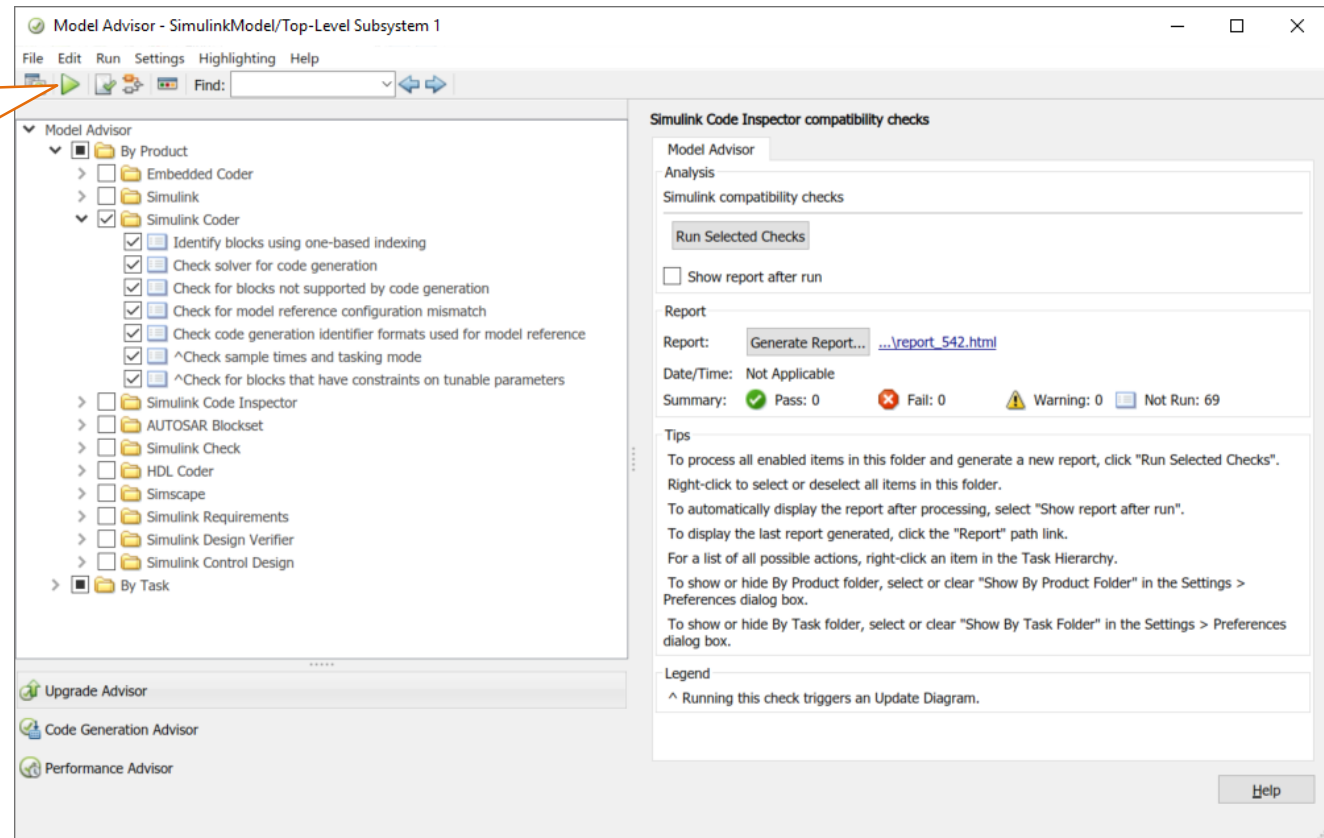 Model Advisor - SimulinkModel/Top-Level Subsystem 1
File Edit Run Settings Highlighting Help
Find:
Model Advisor
By Product
Embedded Coder
Simulink
Simulink Coder
Identify blocks using one-based indexing
Check solver for code generation
Check for blocks not supported by code generation
Check for model reference configuration mismatch
Check code generation identifier formats used for model reference
^Check sample times and tasking mode
^Check for blocks that have constraints on tunable parameters
Simulink Code Inspector
AUTOSAR Blockset
Simulink Check
HDL Coder
Simscape
Simulink Requirements
Simulink Design Verifier
Simulink Control Design
By Task
Upgrade Advisor
Code Generation Advisor
Performance Advisor
Simulink Code Inspector compatibility checks
Model Advisor
Analysis
Simulink compatibility checks
Run Selected Checks
Show report after run
Report
Report: Generate Report... ...\report_542.html
Date/Time: Not Applicable
Summary: Pass: 0 Fail: 0 Warning: 0 Not Run: 69
Tips
To process all enabled items in this folder and generate a new report, click "Run Selected Checks".
Right-click to select or deselect all items in this folder.
To automatically display the report after processing, select "Show report after run".
To display the last report generated, click the "Report" path link.
For a list of all possible actions, right-click an item in the Task Hierarchy.
To show or hide By Product folder, select or clear "Show By Product Folder" in the Settings >
Preferences dialog box.
To show or hide By Task folder, select or clear "Show By Task Folder" in the Settings > Preferences
dialog box.
Legend
^ Running this check triggers an Update Diagram.
Help